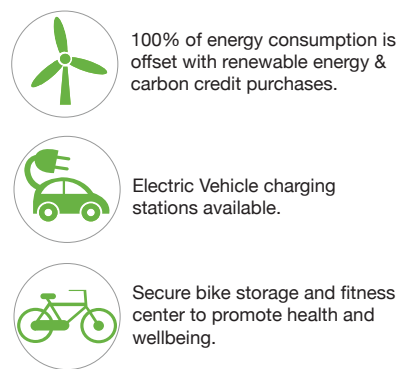 100% of energy consumption is
offset with renewable energy &
carbon credit purchases.
Electric Vehicle charging
stations available.
Secure bike storage and fitness
center to promote health and
wellbeing.